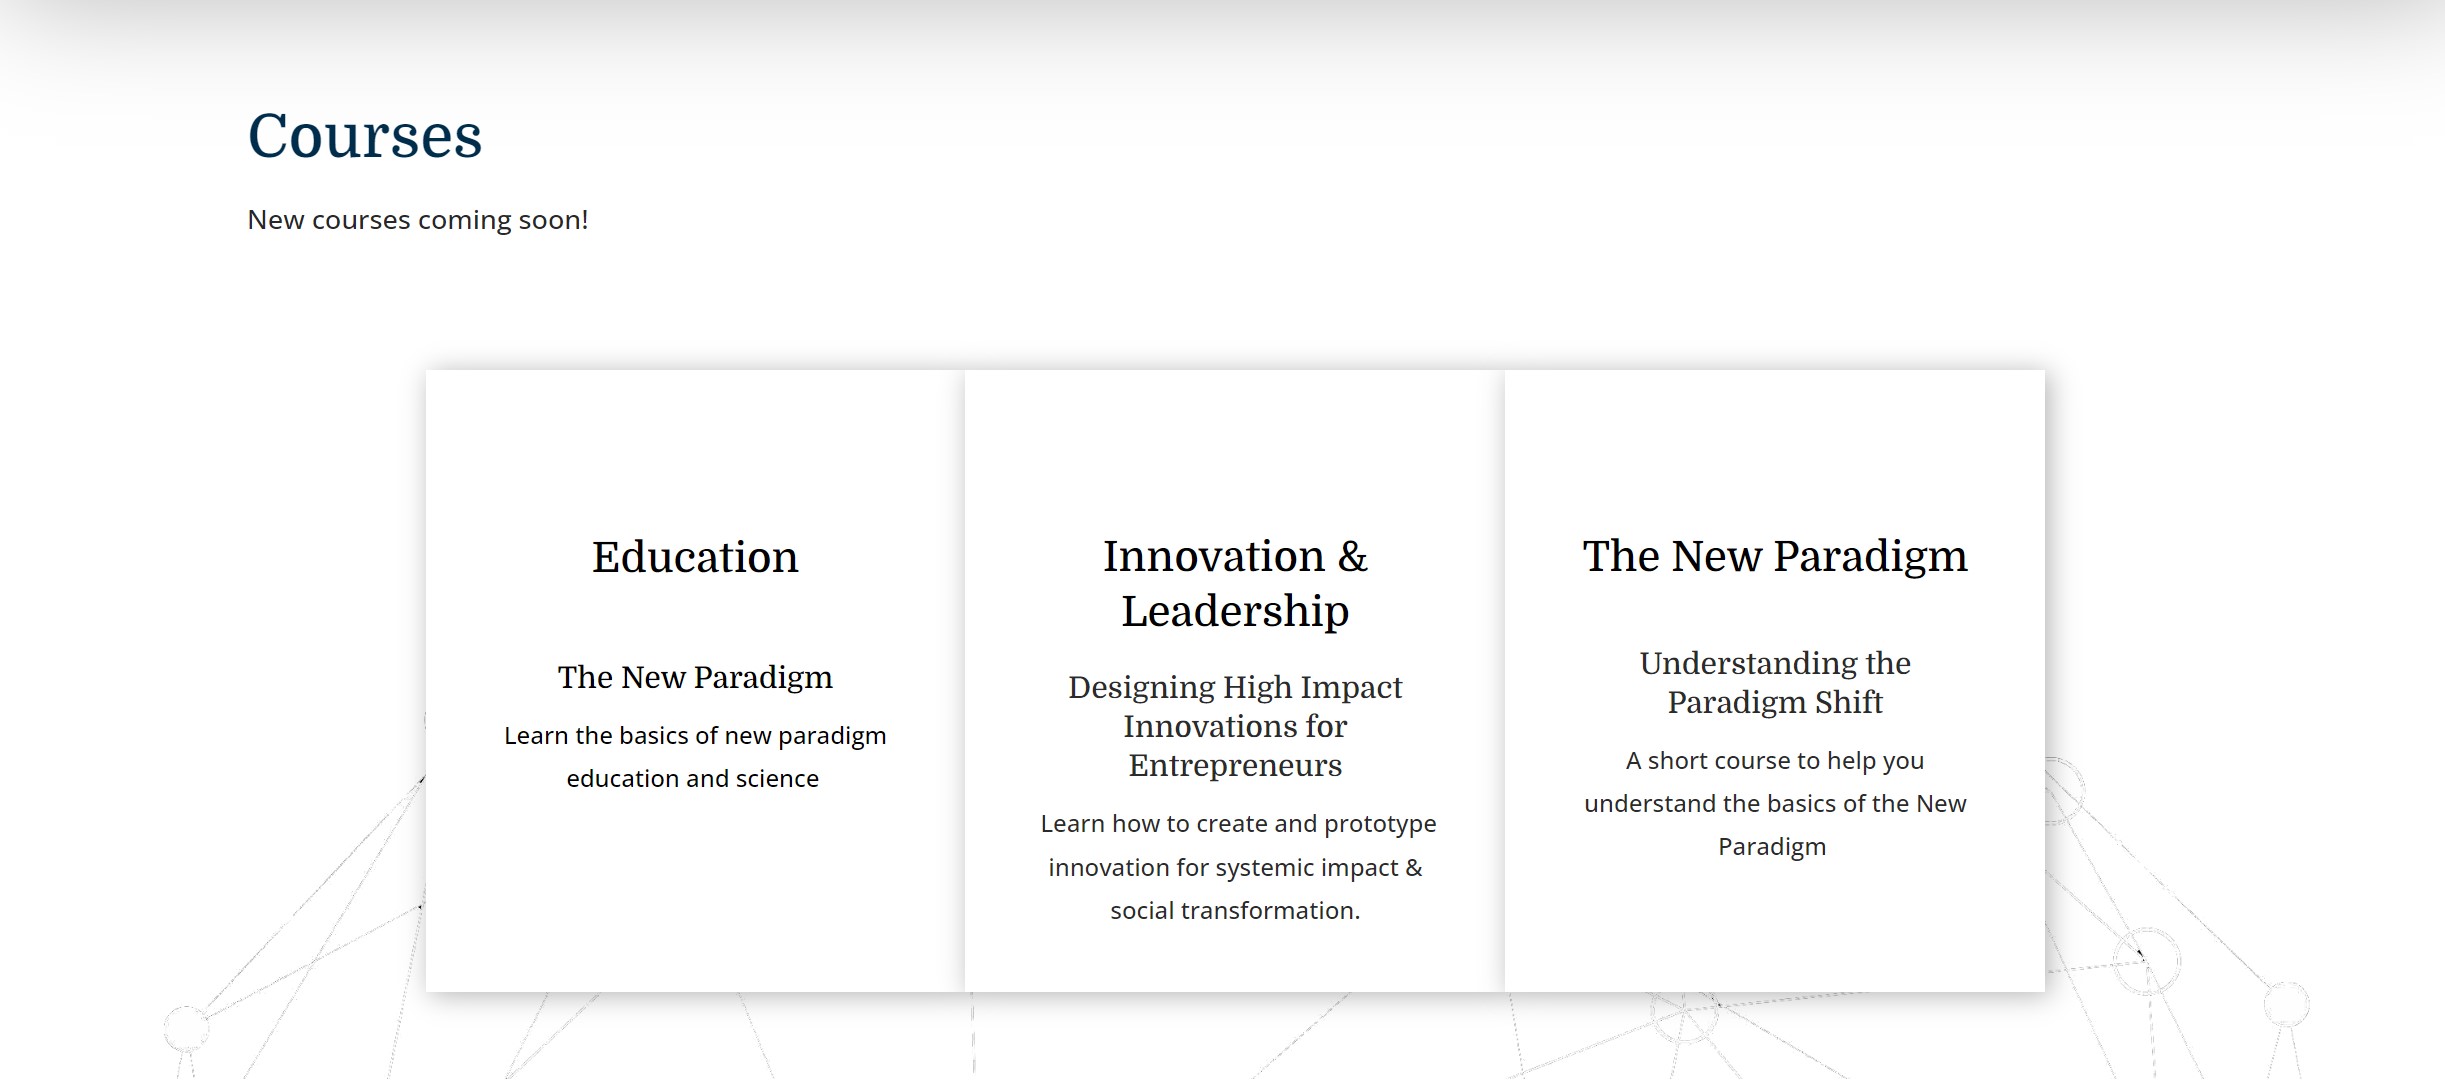 Courses
New courses coming soon!
Education
The New Paradigm
Learn the basics of new paradigm
education and science
Innovation &
Leadership
Designing High Impact
Innovations for
Entrepreneurs
Learn how to create and prototype
innovation for systemic impact &
social transformation.
The New Paradigm
Understanding the
Paradigm Shift
A short course to help you
understand the basics of the New
Paradigm